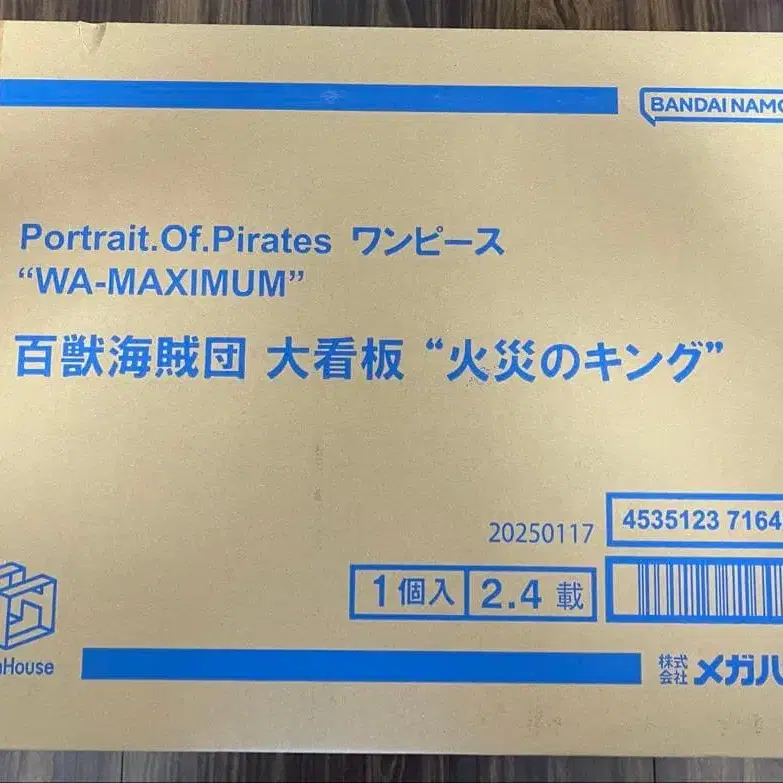 BANDAI NAMC
Portrait.Of.Pirates ワンピース
“WA-MAXIMUM”
百獣海賊団 大看板 “火災のキング”
20250117
4535123 7164
1個入 2.4 載
House
株式会社 メガハ